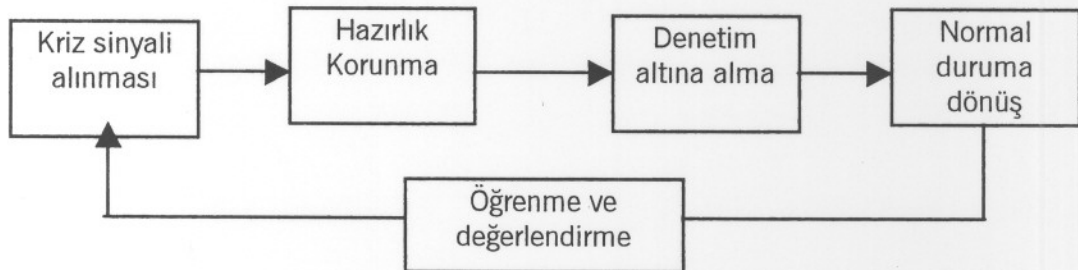 Kriz sinyali
alınması
Hazırlık
Korunma
Denetim
altına alma
Normal
duruma
dönüş
Öğrenme ve
değerlendirme